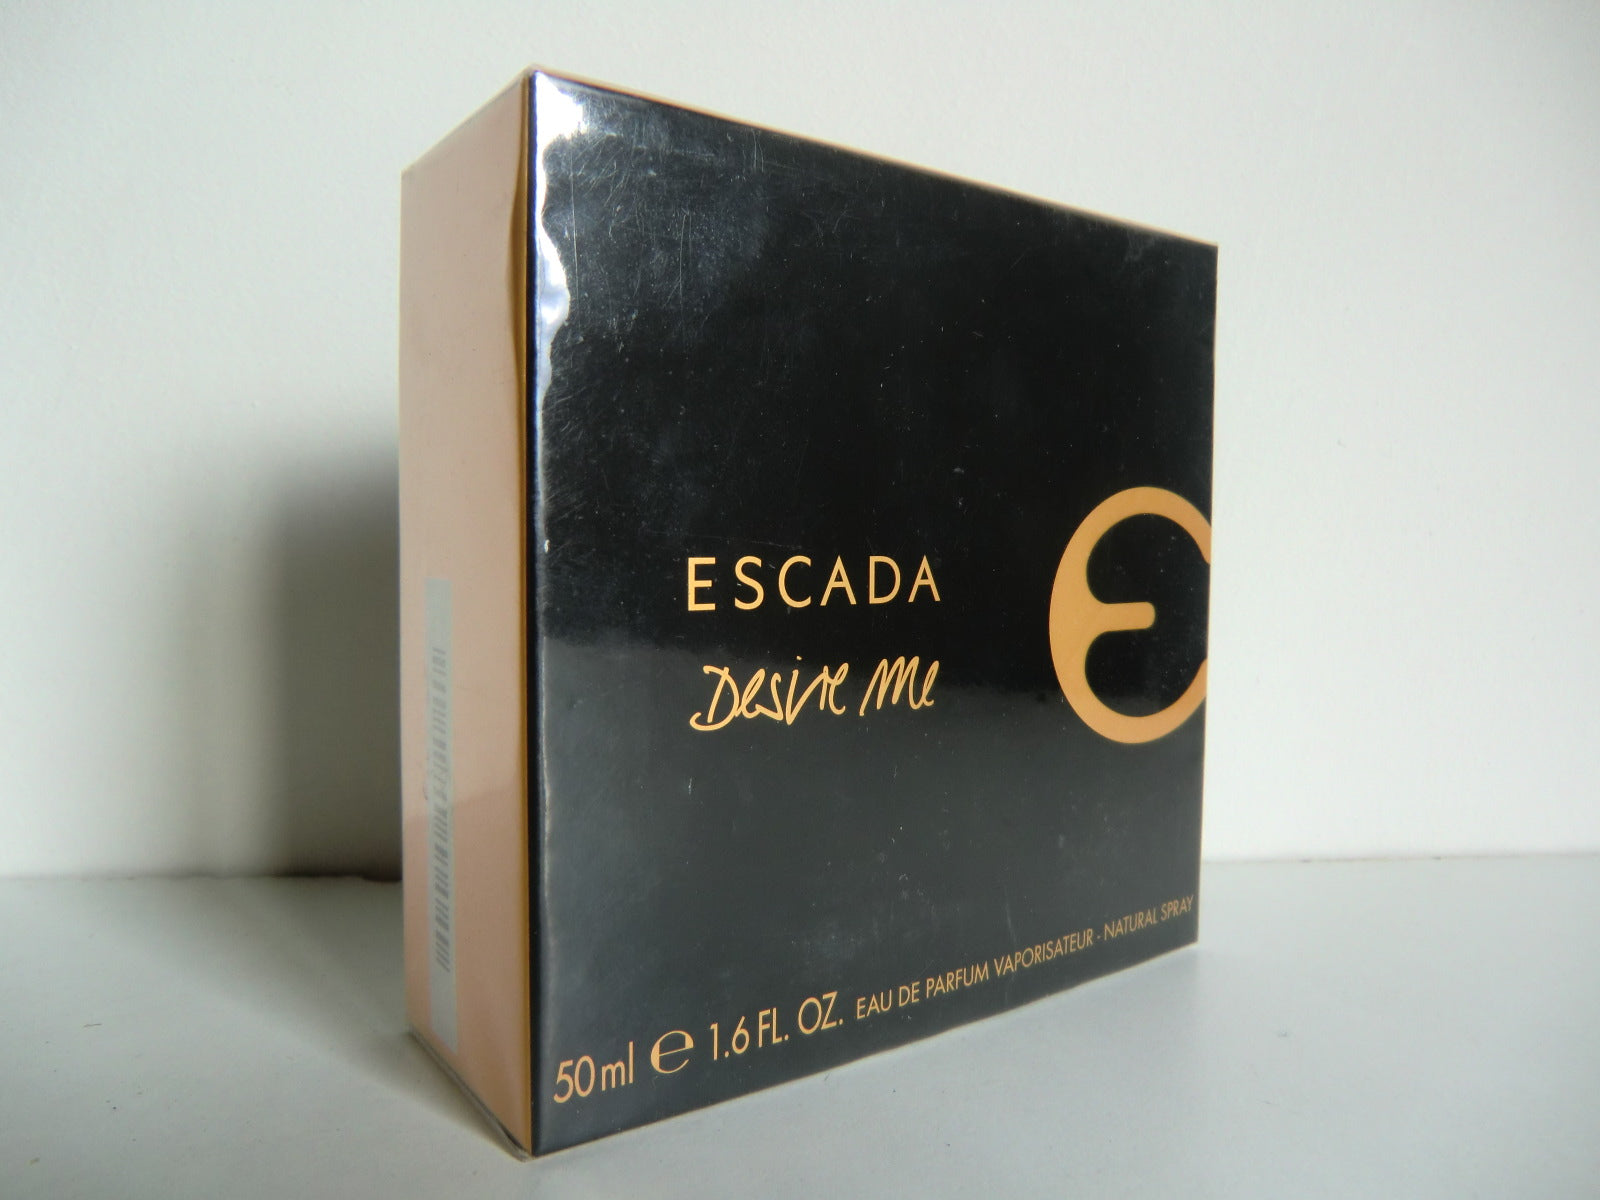 ESCADA
Desire Me
e
50ml ℮ 1.6 FL. OZ. EAU DE PARFUM VAPORISATEUR - NATURAL SPRAY